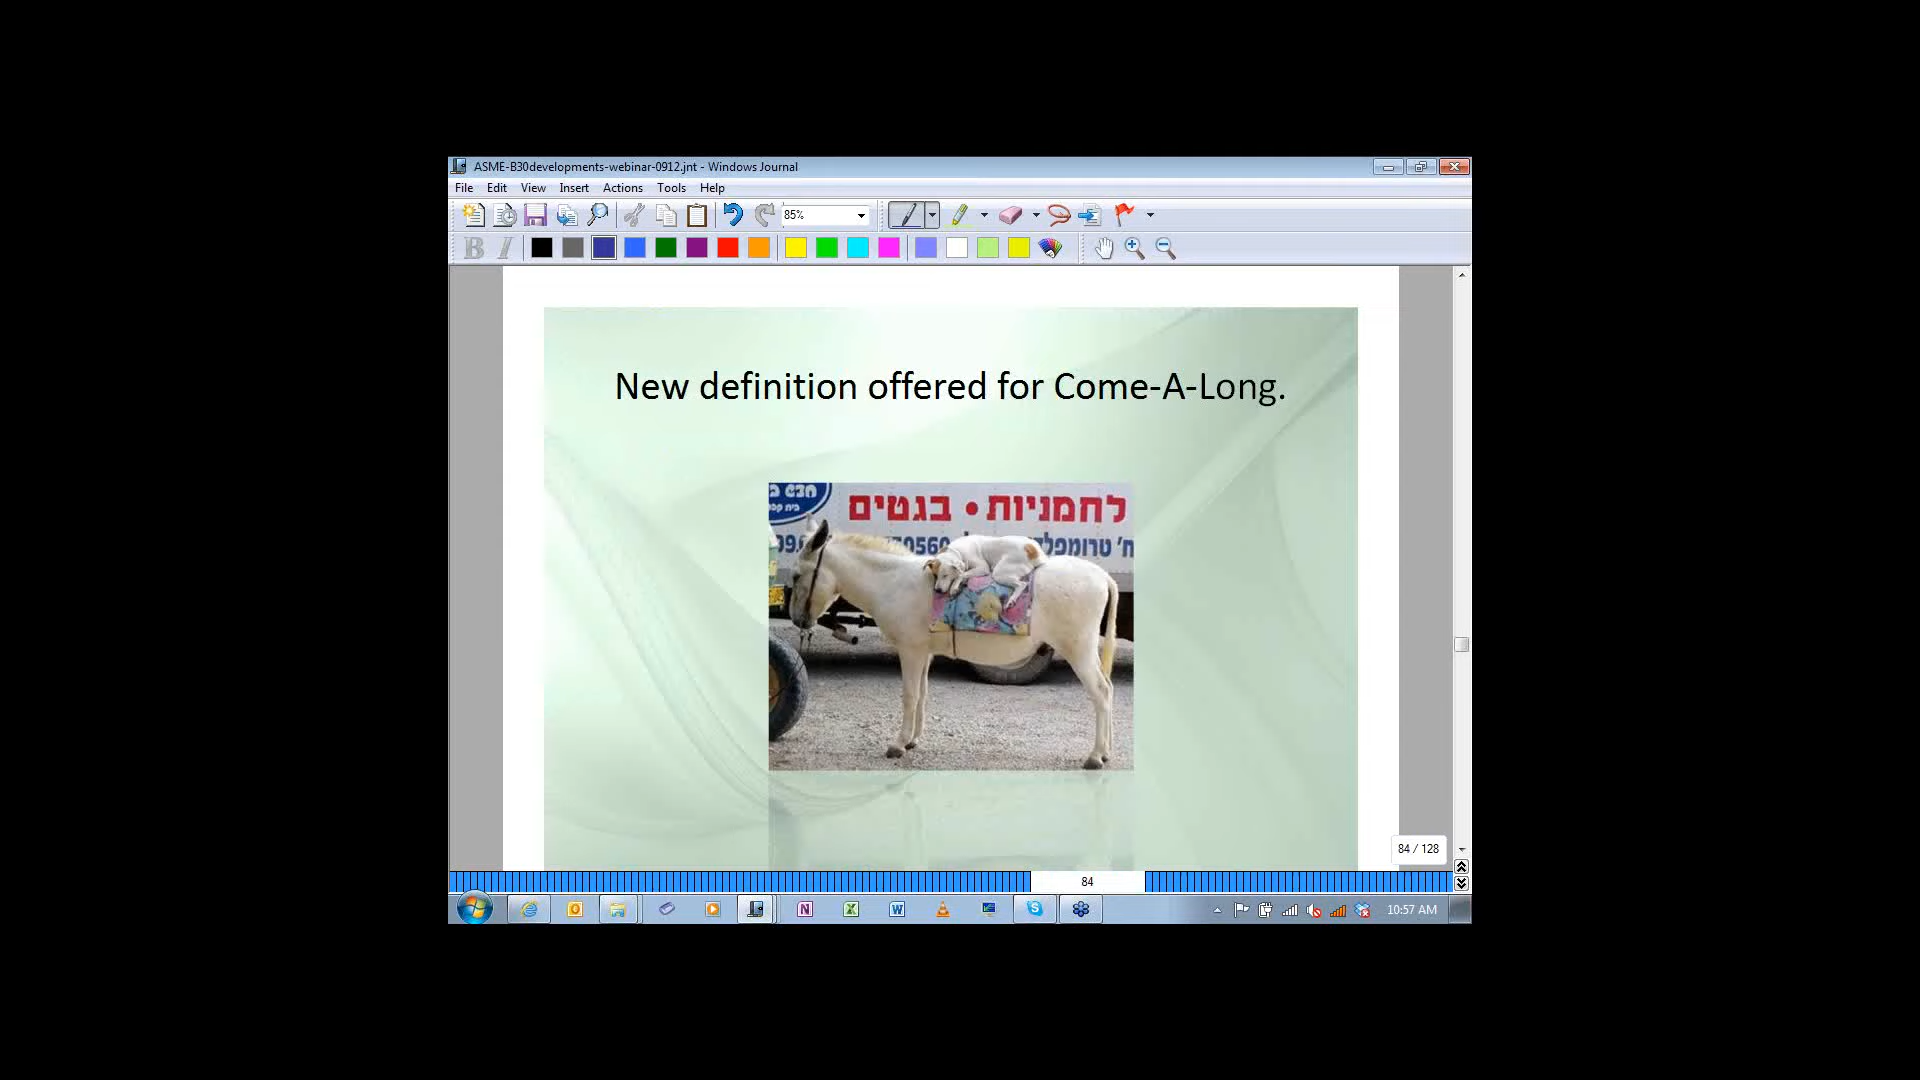 ASME-B30developments-webinar-0912.jnt - Windows Journal
File Edit View Insert Actions Tools Help
85%
B I
New definition offered for Come-A-Long.
לחמניות • בגטים
84 / 128
84
10:57 AM